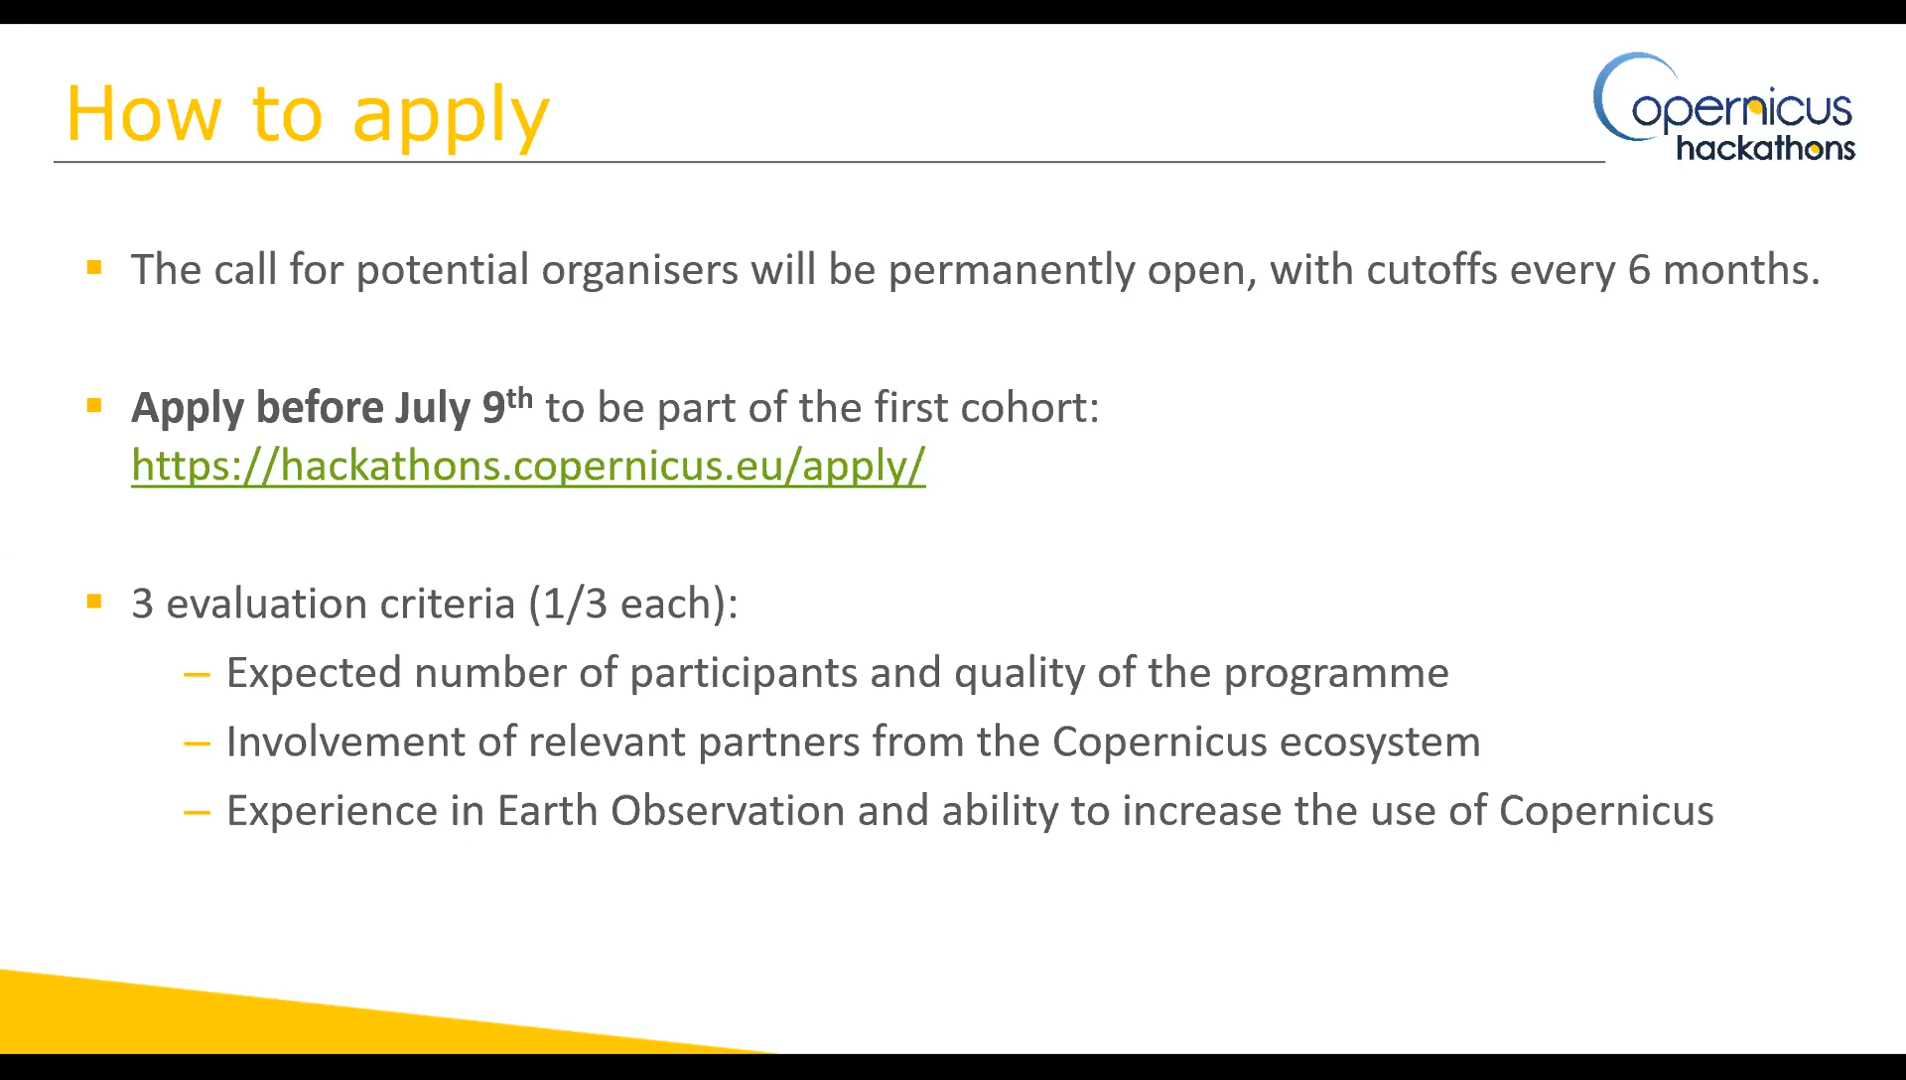 How to apply
Copernicus
hackathons
▪ The call for potential organisers will be permanently open, with cutoffs every 6 months.
▪ Apply before July 9th to be part of the first cohort:
https://hackathons.copernicus.eu/apply/
▪ 3 evaluation criteria (1/3 each):
– Expected number of participants and quality of the programme
– Involvement of relevant partners from the Copernicus ecosystem
– Experience in Earth Observation and ability to increase the use of Copernicus